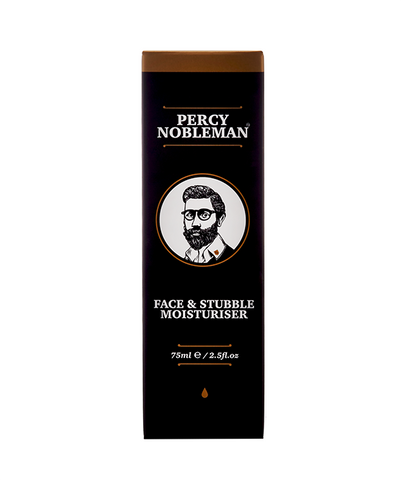 PERCY
NOBLEMAN®
FACE & STUBBLE
MOISTURISER
75ml ℮ / 2.5fl.oz